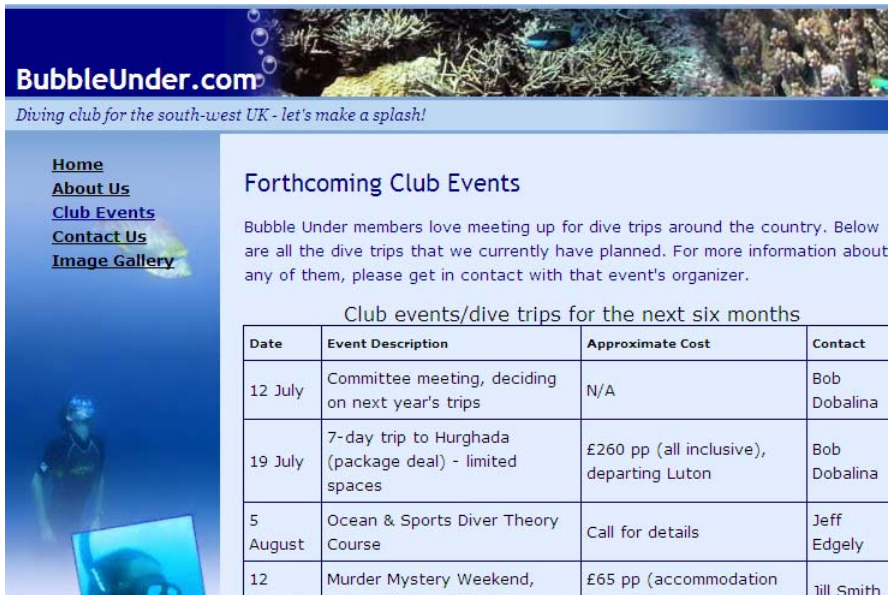 BubbleUnder.com
Diving club for the south-west UK - let's make a splash!
Home
About Us
Club Events
Contact Us
Image Gallery
Forthcoming Club Events
Bubble Under members love meeting up for dive trips around the country. Below
are all the dive trips that we currently have planned. For more information about
any of them, please get in contact with that event's organizer.
Club events/dive trips for the next six months
Date Event Description Approximate Cost Contact
12 July Committee meeting, deciding on next year's trips N/A Bob Dobalina
19 July 7-day trip to Hurghada (package deal) - limited spaces £260 pp (all inclusive), departing Luton Bob Dobalina
5 August Ocean & Sports Diver Theory Course Call for details Jeff Edgely
12 Murder Mystery Weekend, £65 pp (accommodation Jill Smith